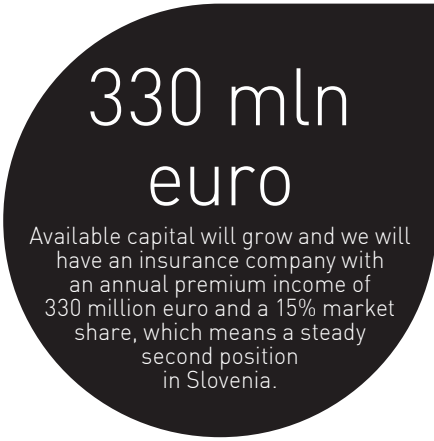 330 mln
euro
Available capital will grow and we will
have an insurance company with
an annual premium income of
330 million euro and a 15% market
share, which means a steady
second position
in Slovenia.